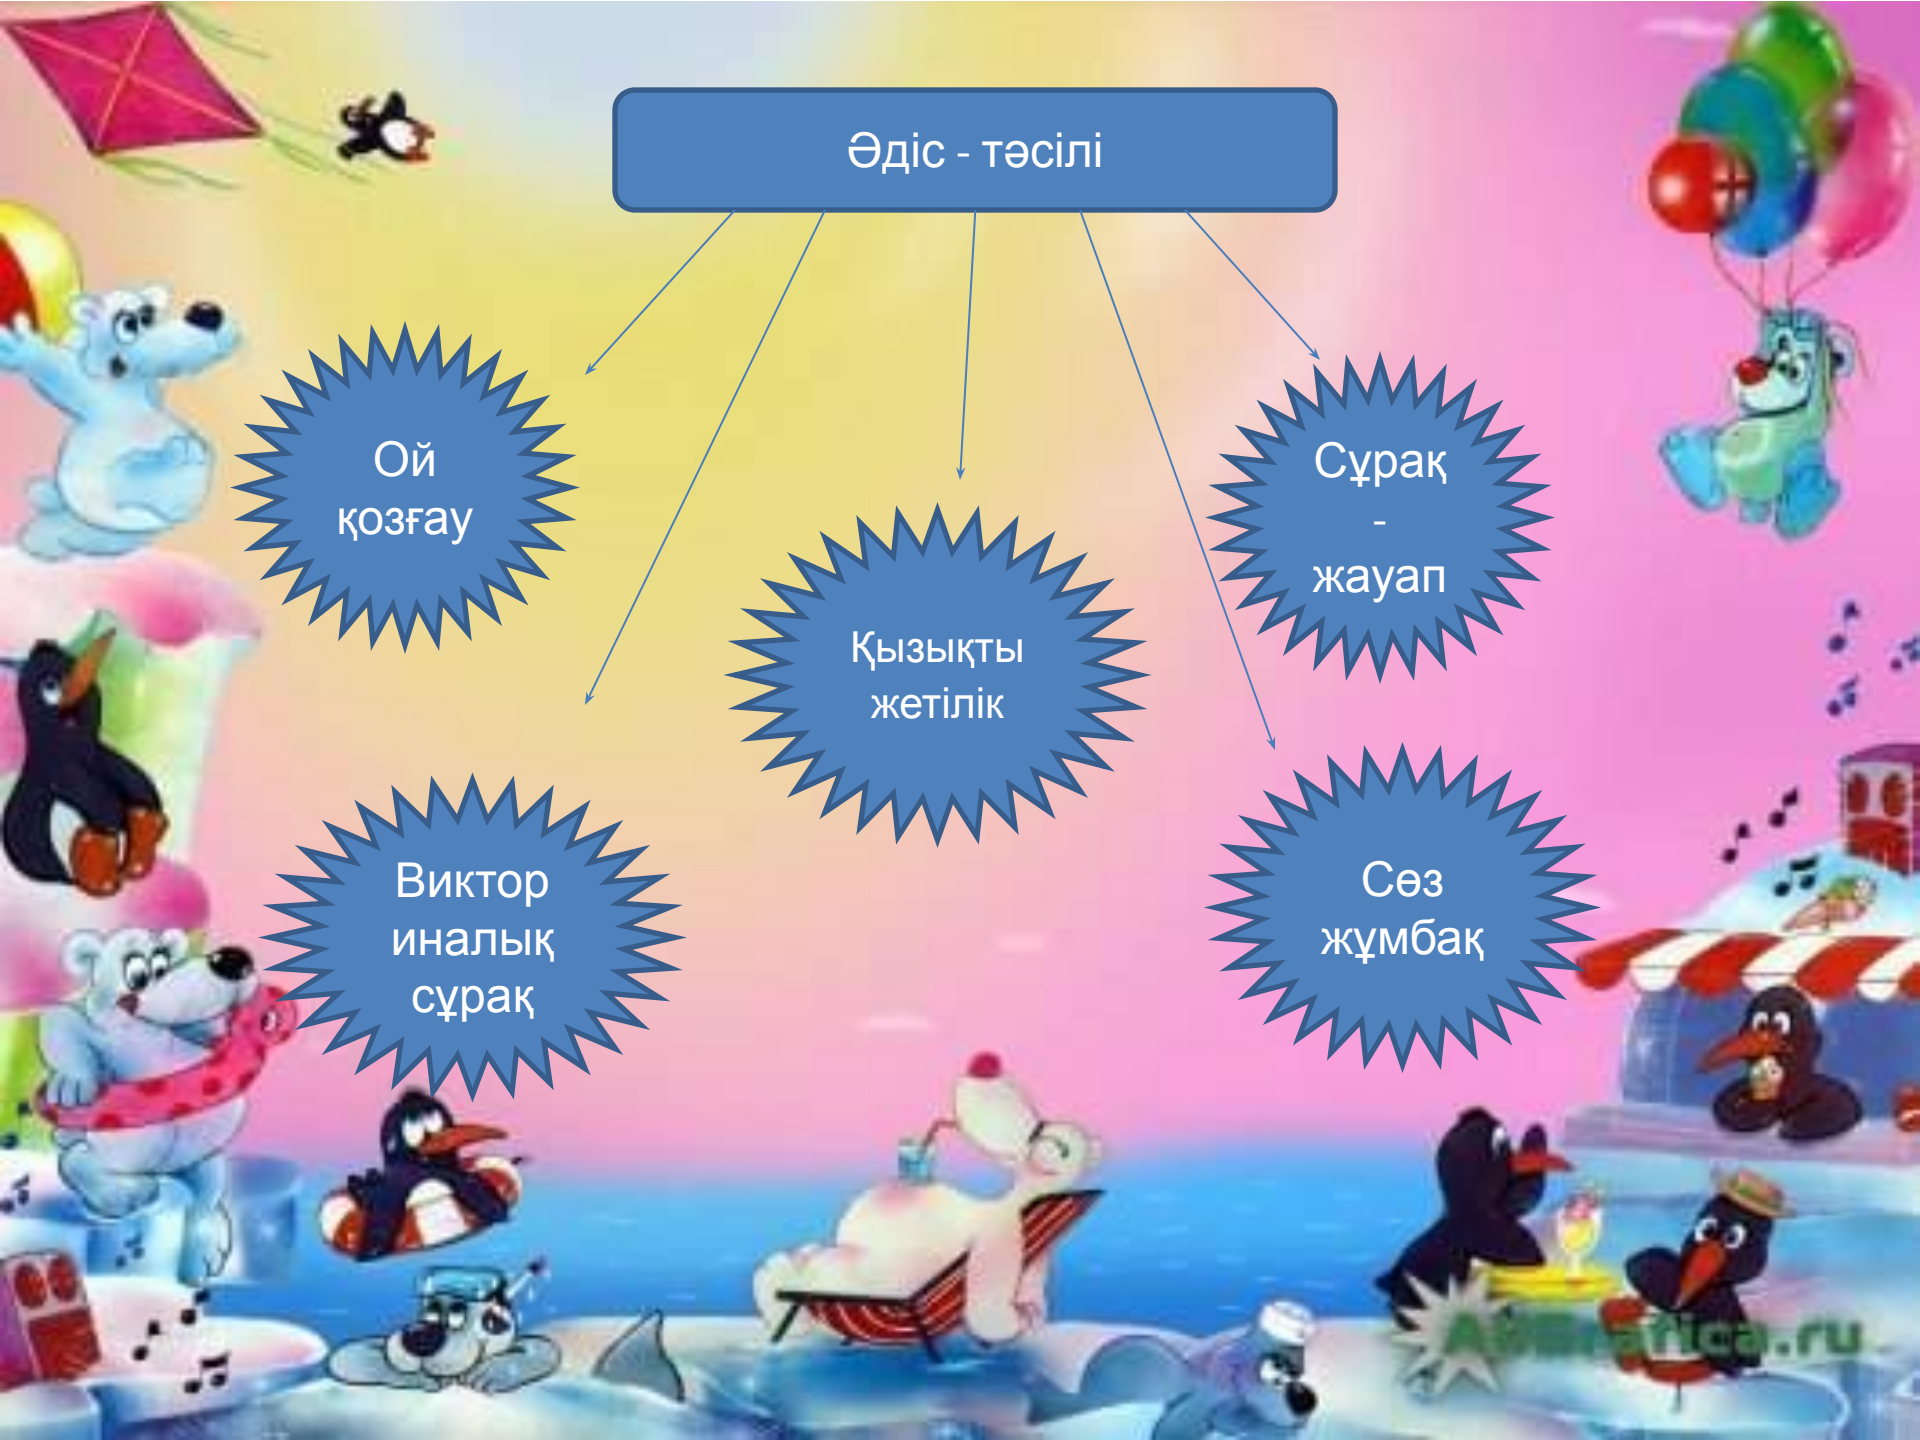 Әдіс - тәсілі
Ой
қозғау
Сұрақ
-
жауап
Қызықты
жетілік
Виктор
иналық
сұрақ
Сөз
жұмбақ